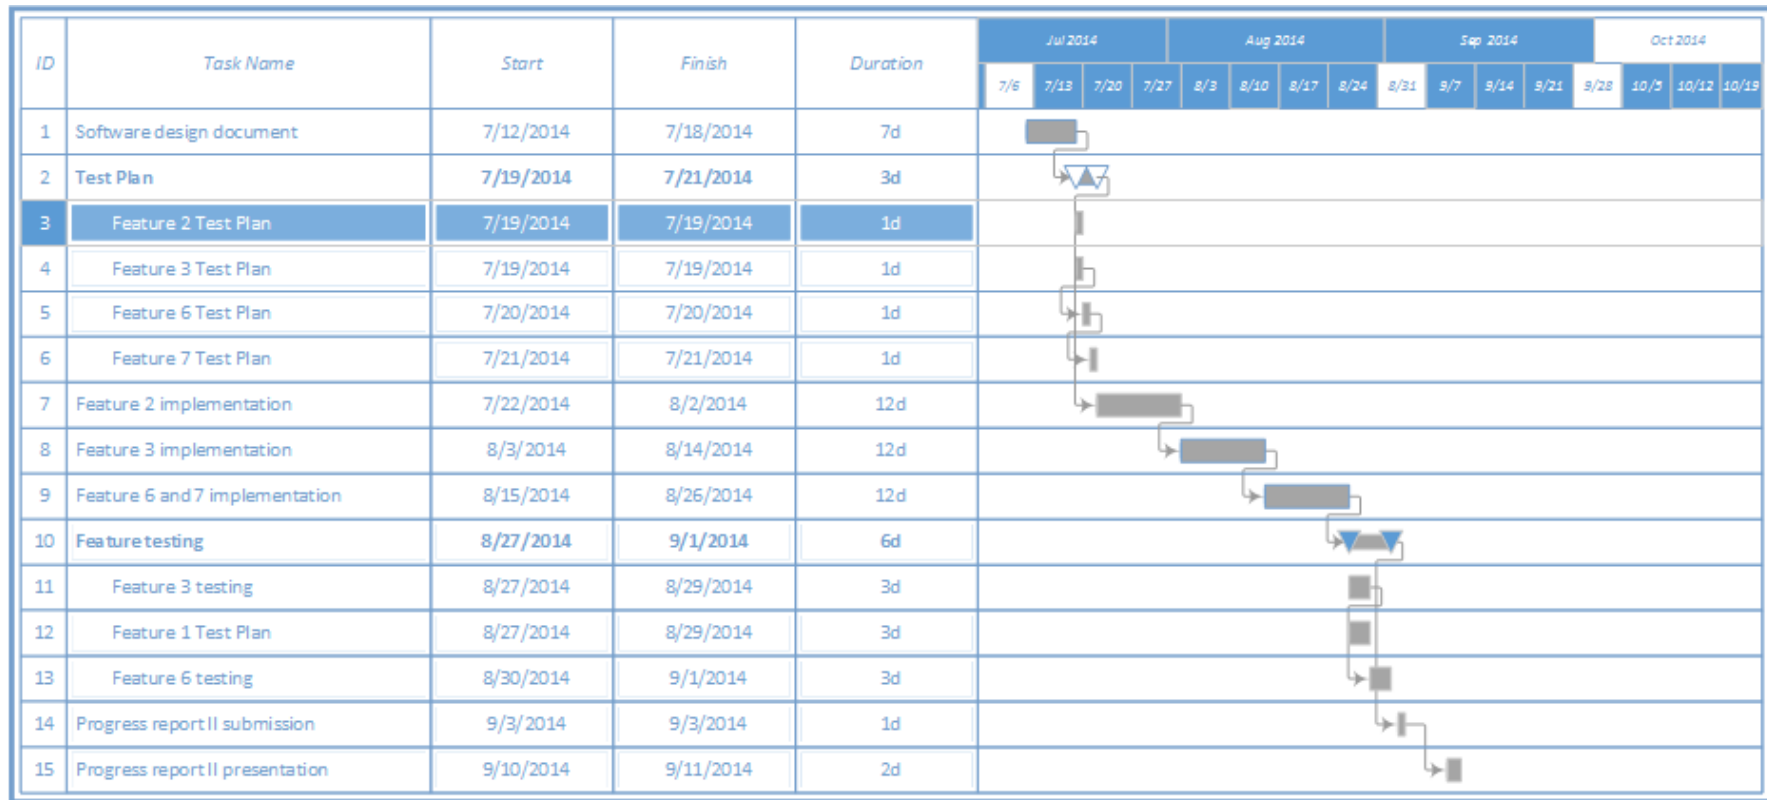 ID Task Name Start Finish Duration Jul 2014 Aug 2014 Sep 2014 Oct 2014
7/6 7/13 7/20 7/27 8/3 8/10 8/17 8/24 8/31 9/7 9/14 9/21 9/28 10/5 10/12 10/19
1 Software design document 7/12/2014 7/18/2014 7d
2 Test Plan 7/19/2014 7/21/2014 3d
3 Feature 2 Test Plan 7/19/2014 7/19/2014 1d
4 Feature 3 Test Plan 7/19/2014 7/19/2014 1d
5 Feature 6 Test Plan 7/20/2014 7/20/2014 1d
6 Feature 7 Test Plan 7/21/2014 7/21/2014 1d
7 Feature 2 implementation 7/22/2014 8/2/2014 12d
8 Feature 3 implementation 8/3/2014 8/14/2014 12d
9 Feature 6 and 7 implementation 8/15/2014 8/26/2014 12d
10 Feature testing 8/27/2014 9/1/2014 6d
11 Feature 3 testing 8/27/2014 8/29/2014 3d
12 Feature 1 Test Plan 8/27/2014 8/29/2014 3d
13 Feature 6 testing 8/30/2014 9/1/2014 3d
14 Progress report II submission 9/3/2014 9/3/2014 1d
15 Progress report II presentation 9/10/2014 9/11/2014 2d